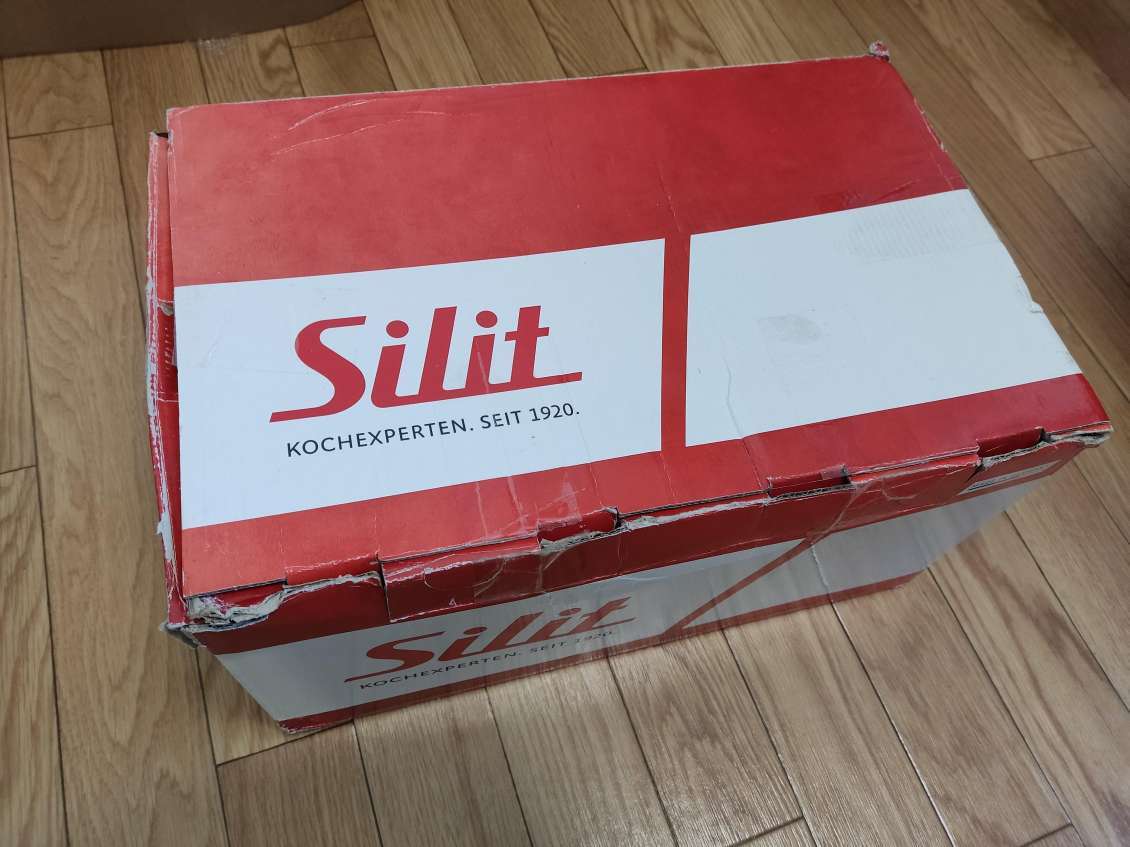 Silit
KOCHEXPERTEN. SEIT 1920.
Silit
KOCHEXPERTEN. SEIT 1920.